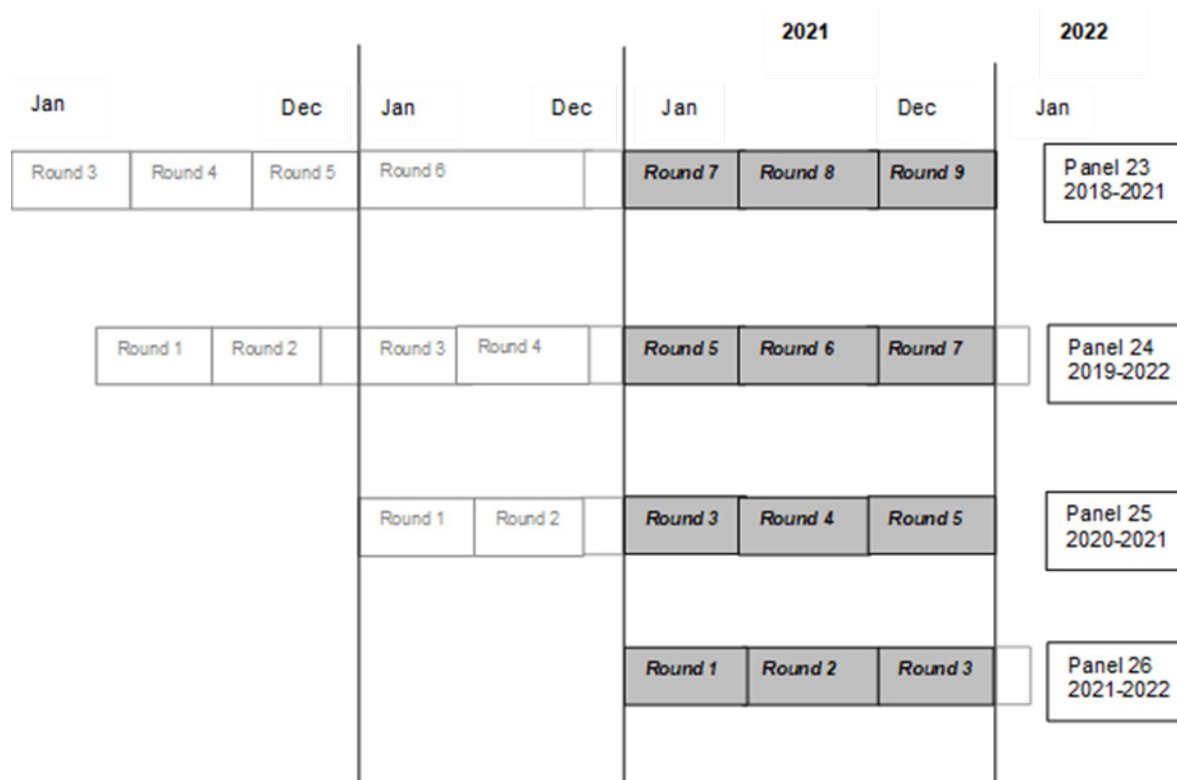 2021 2022
Jan Dec Jan Dec Jan Dec Jan
Round 3 Round 4 Round 5 Round 6 Round 7 Round 8 Round 9 Panel 23
2018-2021
Round 1 Round 2 Round 3 Round 4 Round 5 Round 6 Round 7 Panel 24
2019-2022
Round 1 Round 2 Round 3 Round 4 Round 5 Panel 25
2020-2021
Round 1 Round 2 Round 3 Panel 26
2021-2022